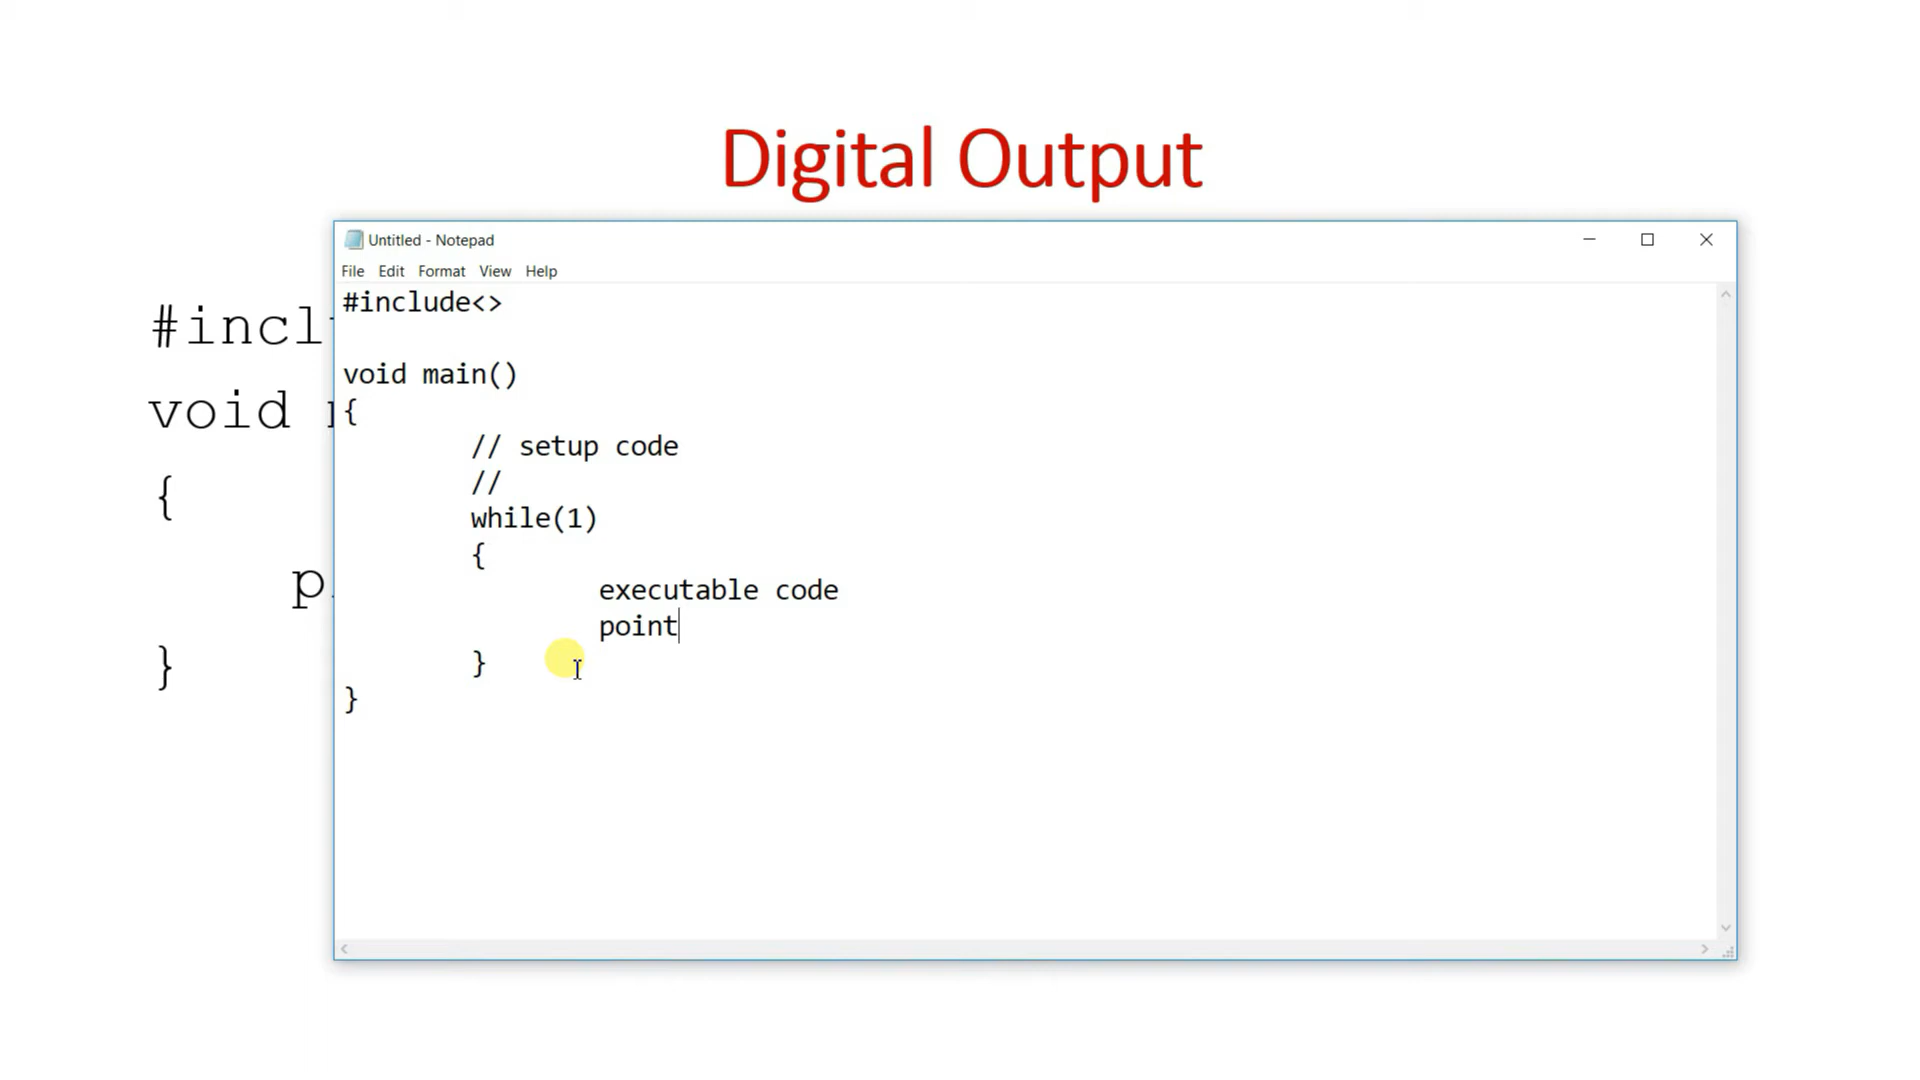 Digital Output
Untitled - Notepad
File Edit Format View Help
#include<>
void main()
{
// setup code
//
while(1)
{
executable code
point
}
}
#incl
void
{
p
}